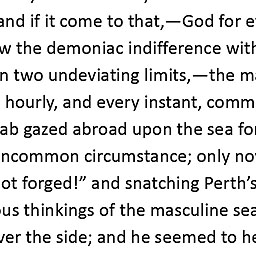 and if it come to that,—God for e
w the demoniac indifference with
n two undeviating limits,—the m
hourly, and every instant, comm
ab gazed abroad upon the sea fo
ncommon circumstance; only no
ot forged!” and snatching Perth’s
us thinkings of the masculine sea
ver the side; and he seemed to he